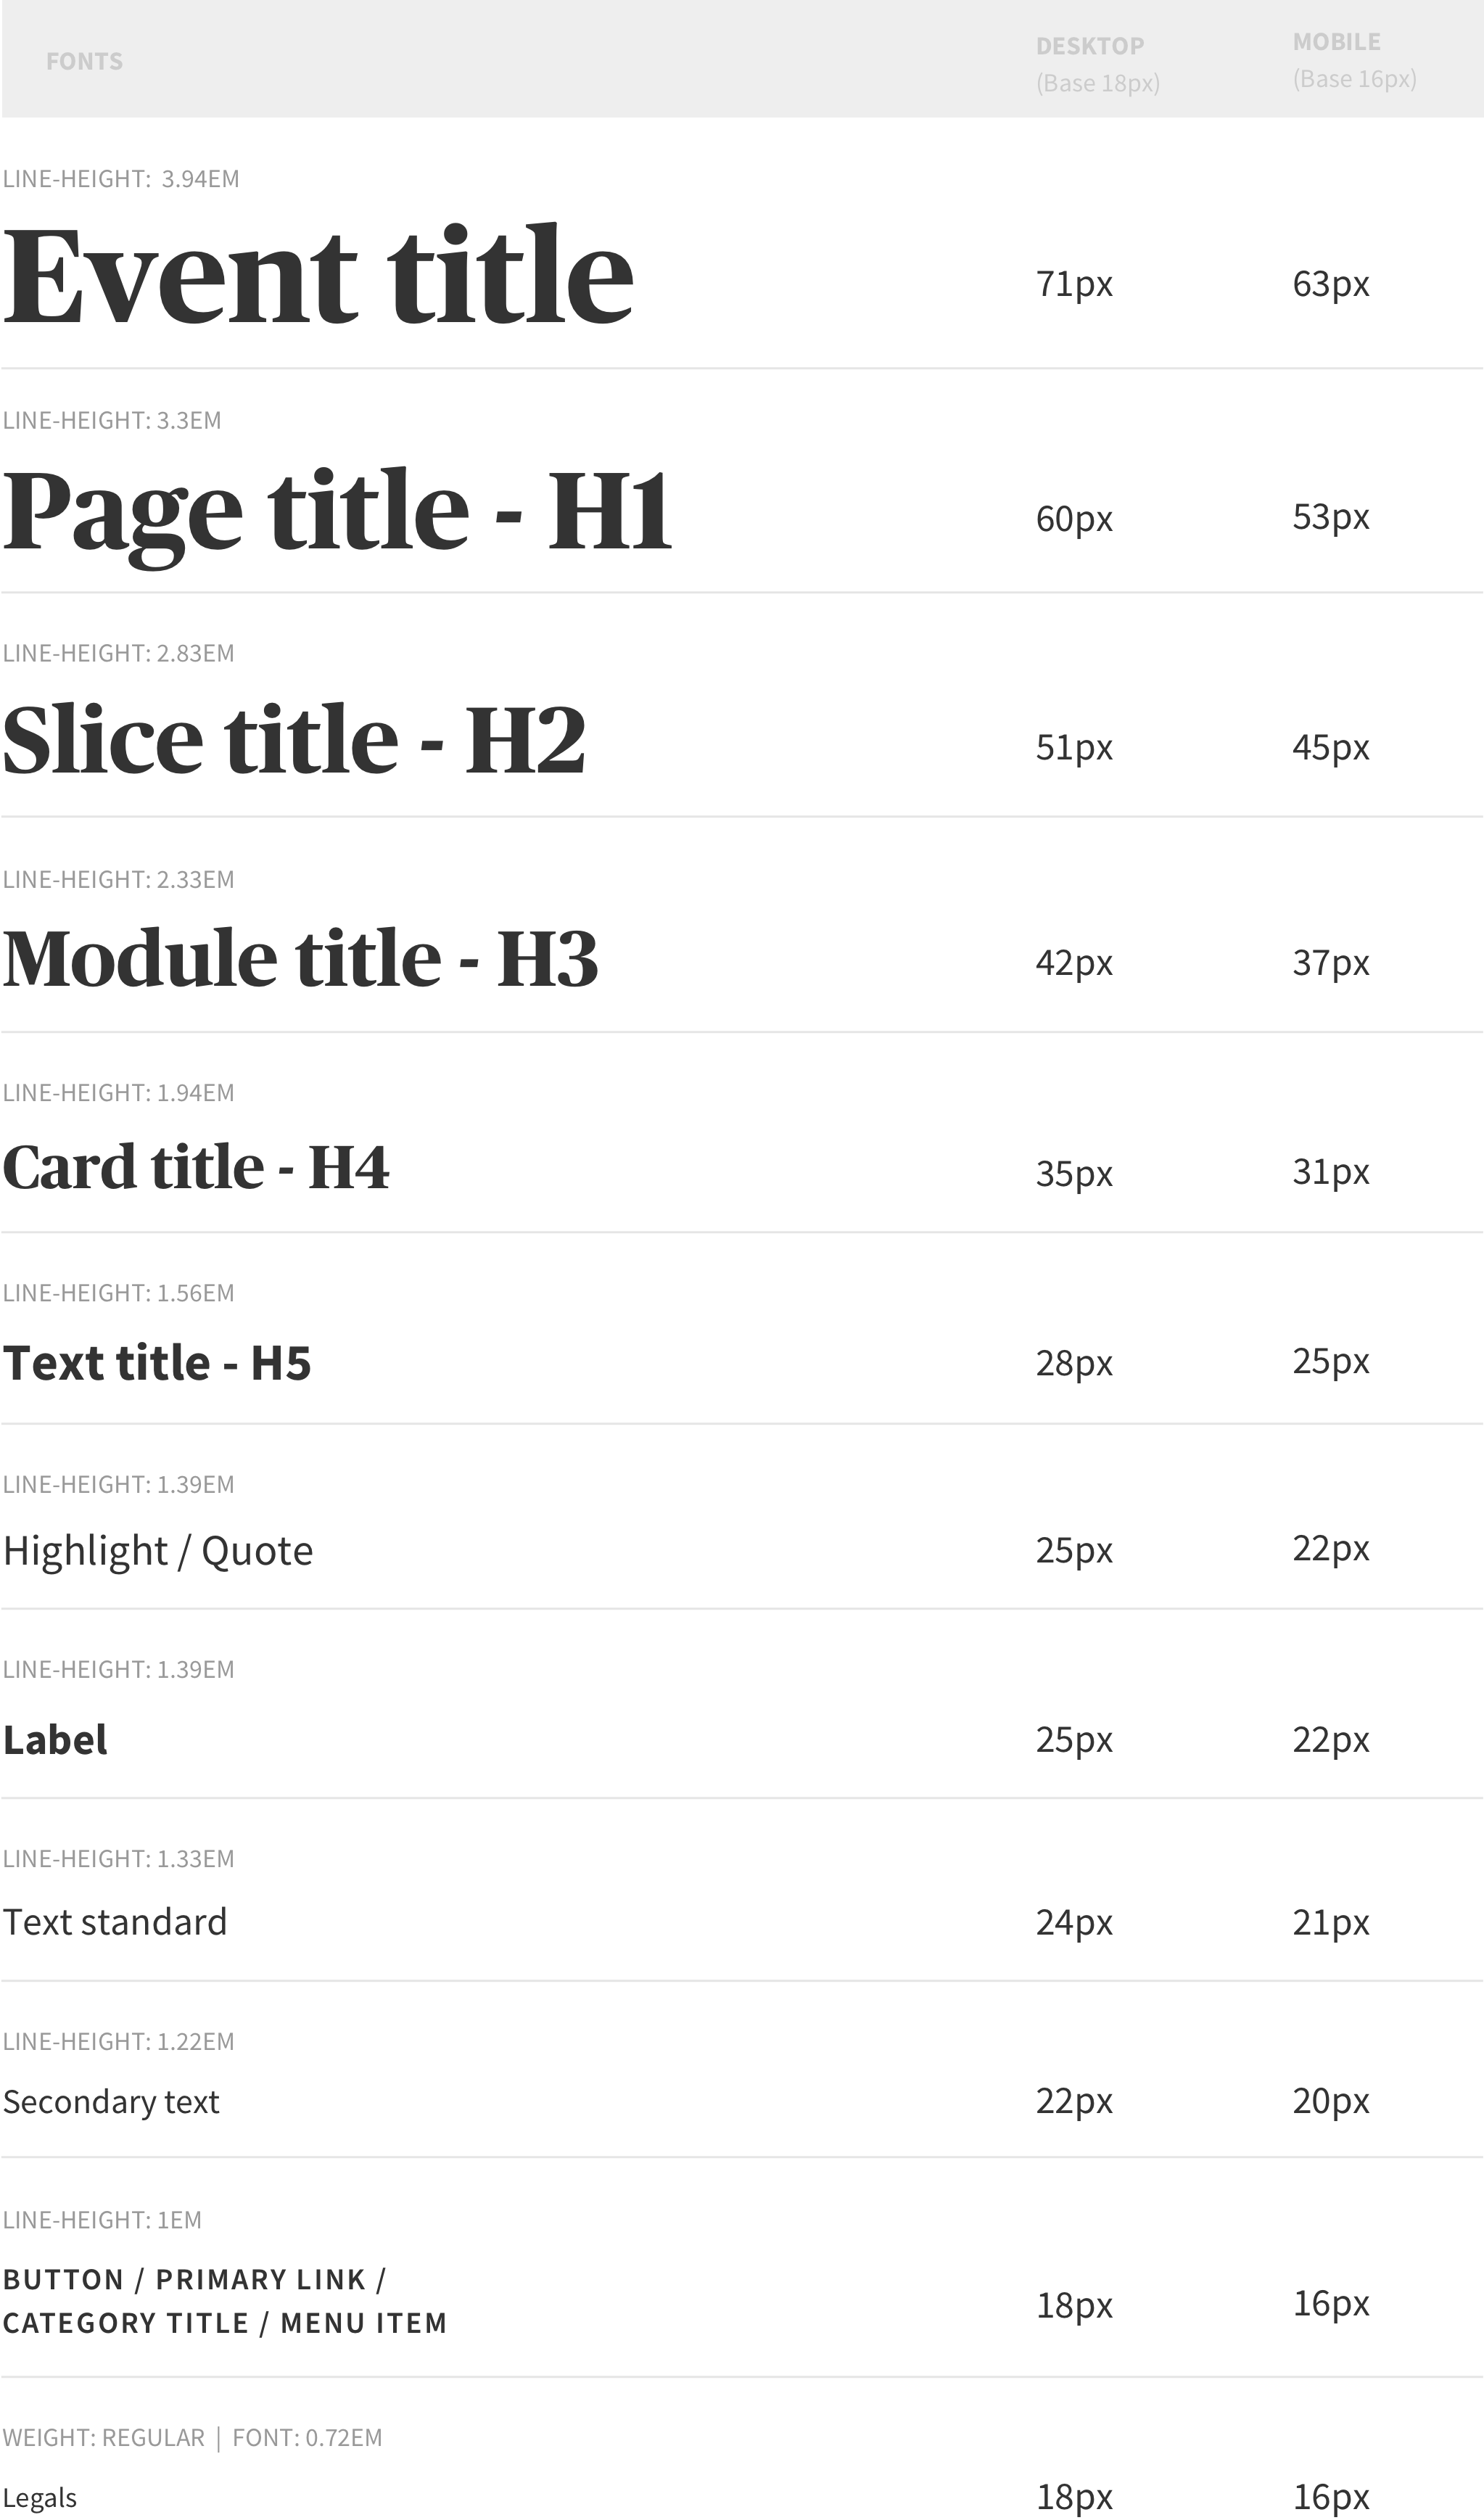 FONTS DESKTOP MOBILE
(Base 18px) (Base 16px)
LINE-HEIGHT: 3.94EM
Event title 71px 63px
LINE-HEIGHT: 3.3EM
Page title - H1 60px 53px
LINE-HEIGHT: 2.83EM
Slice title - H2 51px 45px
LINE-HEIGHT: 2.33EM
Module title - H3 42px 37px
LINE-HEIGHT: 1.94EM
Card title - H4 35px 31px
LINE-HEIGHT: 1.56EM
Text title - H5 28px 25px
LINE-HEIGHT: 1.39EM
Highlight / Quote 25px 22px
LINE-HEIGHT: 1.39EM
Label 25px 22px
LINE-HEIGHT: 1.33EM
Text standard 24px 21px
LINE-HEIGHT: 1.22EM
Secondary text 22px 20px
LINE-HEIGHT: 1EM
BUTTON / PRIMARY LINK /
CATEGORY TITLE / MENU ITEM 18px 16px
WEIGHT: REGULAR | FONT: 0.72EM
Legals 18px 16px